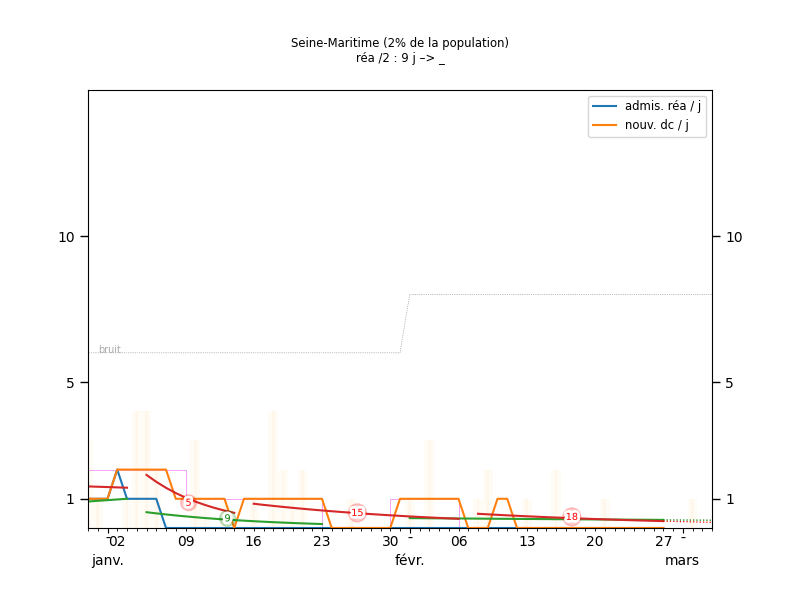 Seine-Maritime (2% de la population)
réa /2 : 9 j –> _
admis. réa / j
nouv. dc / j
10 10
bruit
5 5
1 1
5 9 15 18
02 09 16 23 30 06 13 20 27
janv. févr. mars